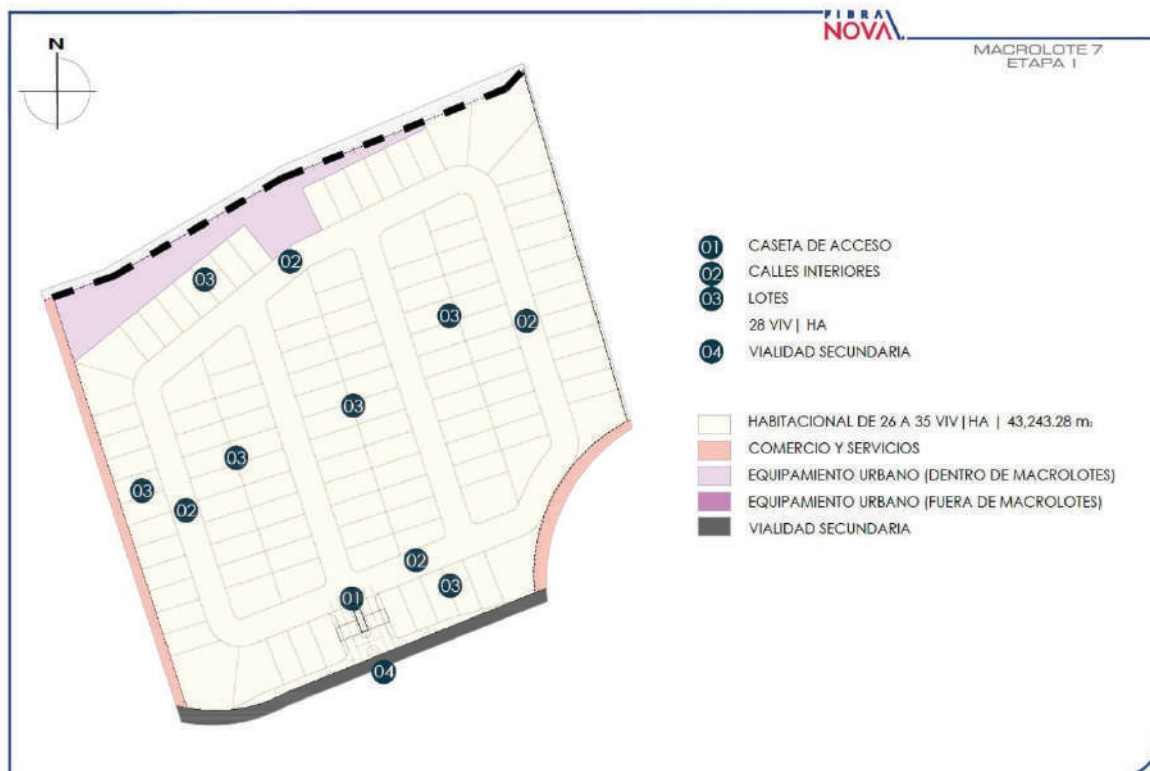 FIBRA
NOVA
MACROLOTE 7
ETAPA I
N
01 CASETA DE ACCESO
02 CALLES INTERIORES
03 LOTES
28 VIV | HA
04 VIALIDAD SECUNDARIA
HABITACIONAL DE 26 A 35 VIV | HA | 43,243.28 m²
COMERCIO Y SERVICIOS
EQUIPAMIENTO URBANO (DENTRO DE MACROLOTES)
EQUIPAMIENTO URBANO (FUERA DE MACROLOTES)
VIALIDAD SECUNDARIA
02
03
03
02
03
03
03
02
02
03
01
04